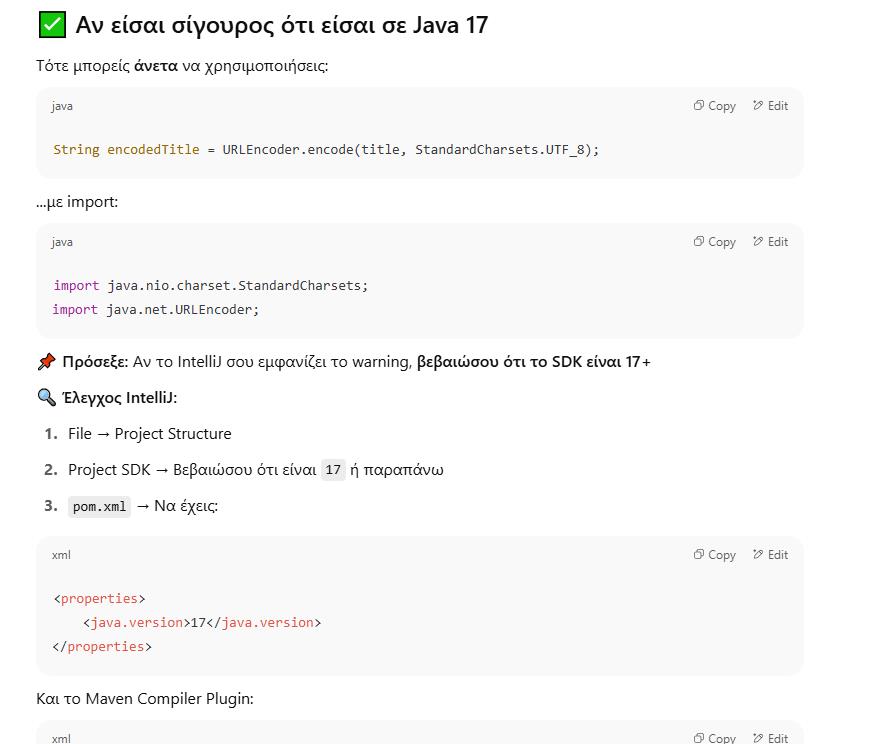 ✅ Αν είσαι σίγουρος ότι είσαι σε Java 17
Τότε μπορείς άνετα να χρησιμοποιήσεις:
java Copy Edit
String encodedTitle = URLEncoder.encode(title, StandardCharsets.UTF_8);
...με import:
java Copy Edit
import java.nio.charset.StandardCharsets;
import java.net.URLEncoder;
📌 Πρόσεξε: Αν το IntelliJ σου εμφανίζει το warning, βεβαιώσου ότι το SDK είναι 17+
🔍 Έλεγχος IntelliJ:
1. File → Project Structure
2. Project SDK → Βεβαιώσου ότι είναι 17 ή παραπάνω
3. pom.xml → Να έχεις:
xml Copy Edit
<properties>
    <java.version>17</java.version>
</properties>
Και το Maven Compiler Plugin:
xml Copy Edit